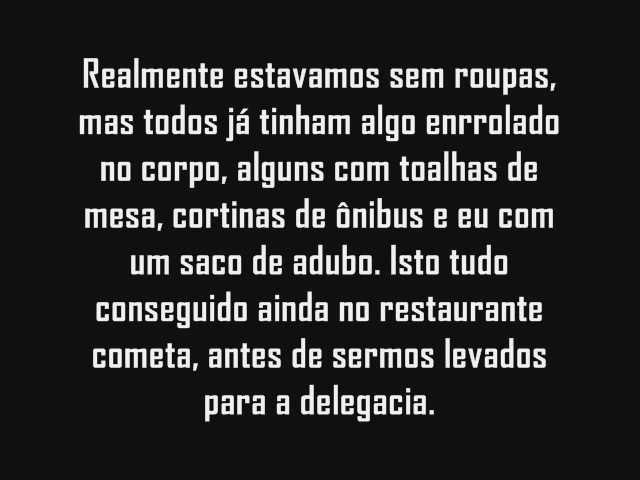 Realmente estavamos sem roupas,
mas todos já tinham algo enrrolado
no corpo, alguns com toalhas de
mesa, cortinas de ônibus e eu com
um saco de adubo. Isto tudo
conseguido ainda no restaurante
cometa, antes de sermos levados
para a delegacia.